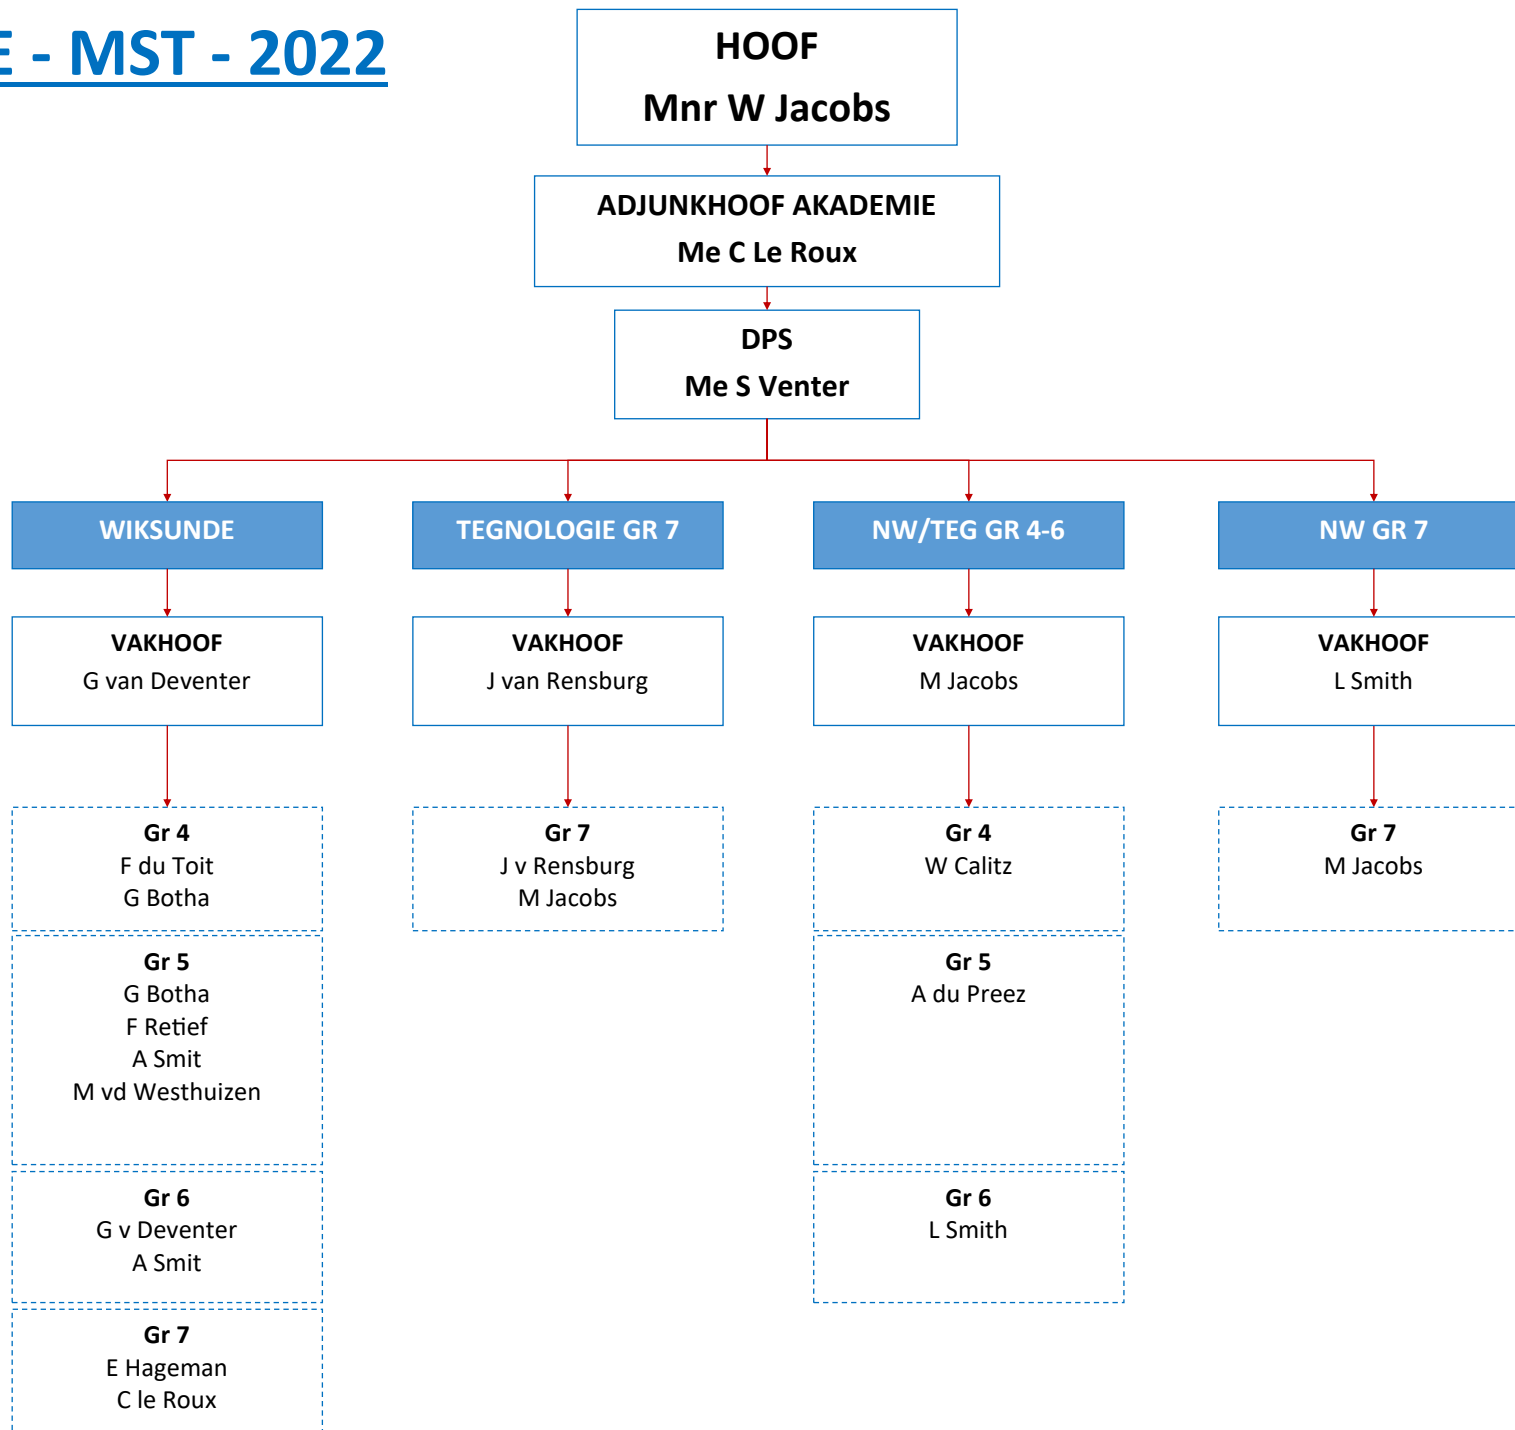 E - MST - 2022
HOOF
Mnr W Jacobs
ADJUNKHOOF AKADEMIE
Me C Le Roux
DPS
Me S Venter
WIKSUNDE
VAKHOOF
G van Deventer
Gr 4
F du Toit
G Botha
Gr 5
G Botha
F Retief
A Smit
M vd Westhuizen
Gr 6
G v Deventer
A Smit
Gr 7
E Hageman
C le Roux
TEGNOLOGIE GR 7
VAKHOOF
J van Rensburg
Gr 7
J v Rensburg
M Jacobs
NW/TEG GR 4-6
VAKHOOF
M Jacobs
Gr 4
W Calitz
Gr 5
A du Preez
Gr 6
L Smith
NW GR 7
VAKHOOF
L Smith
Gr 7
M Jacobs